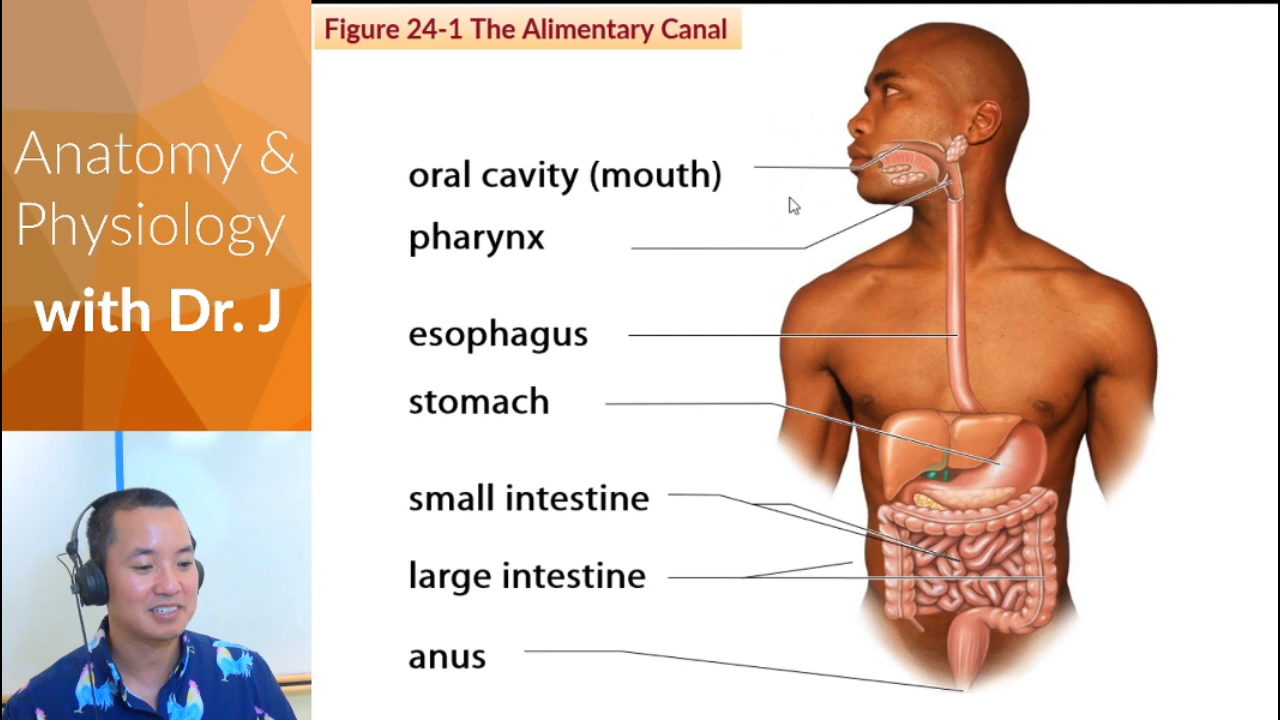 Figure 24-1 The Alimentary Canal
Anatomy &
Physiology
with Dr. J
oral cavity (mouth)
pharynx
esophagus
stomach
small intestine
large intestine
anus